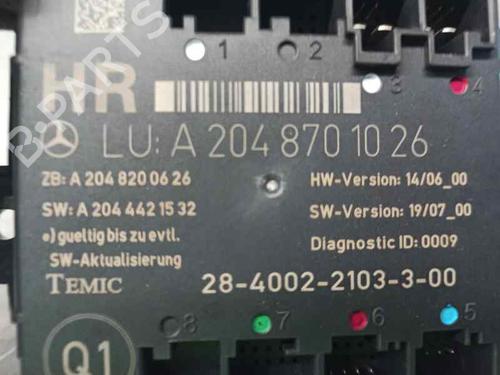 1 2
HR
3 4
LU: A 204 870 10 26
ZB: A 204 820 06 26
HW-Version: 14/06_00
SW: A 204 442 15 32
SW-Version: 19/07_00
•) gueltig bis zu evtl.
SW-Aktualisierung
Diagnostic ID: 0009
TEMIC
28-4002-2103-3-00
8 7 6 5
Q1
B-PARTS